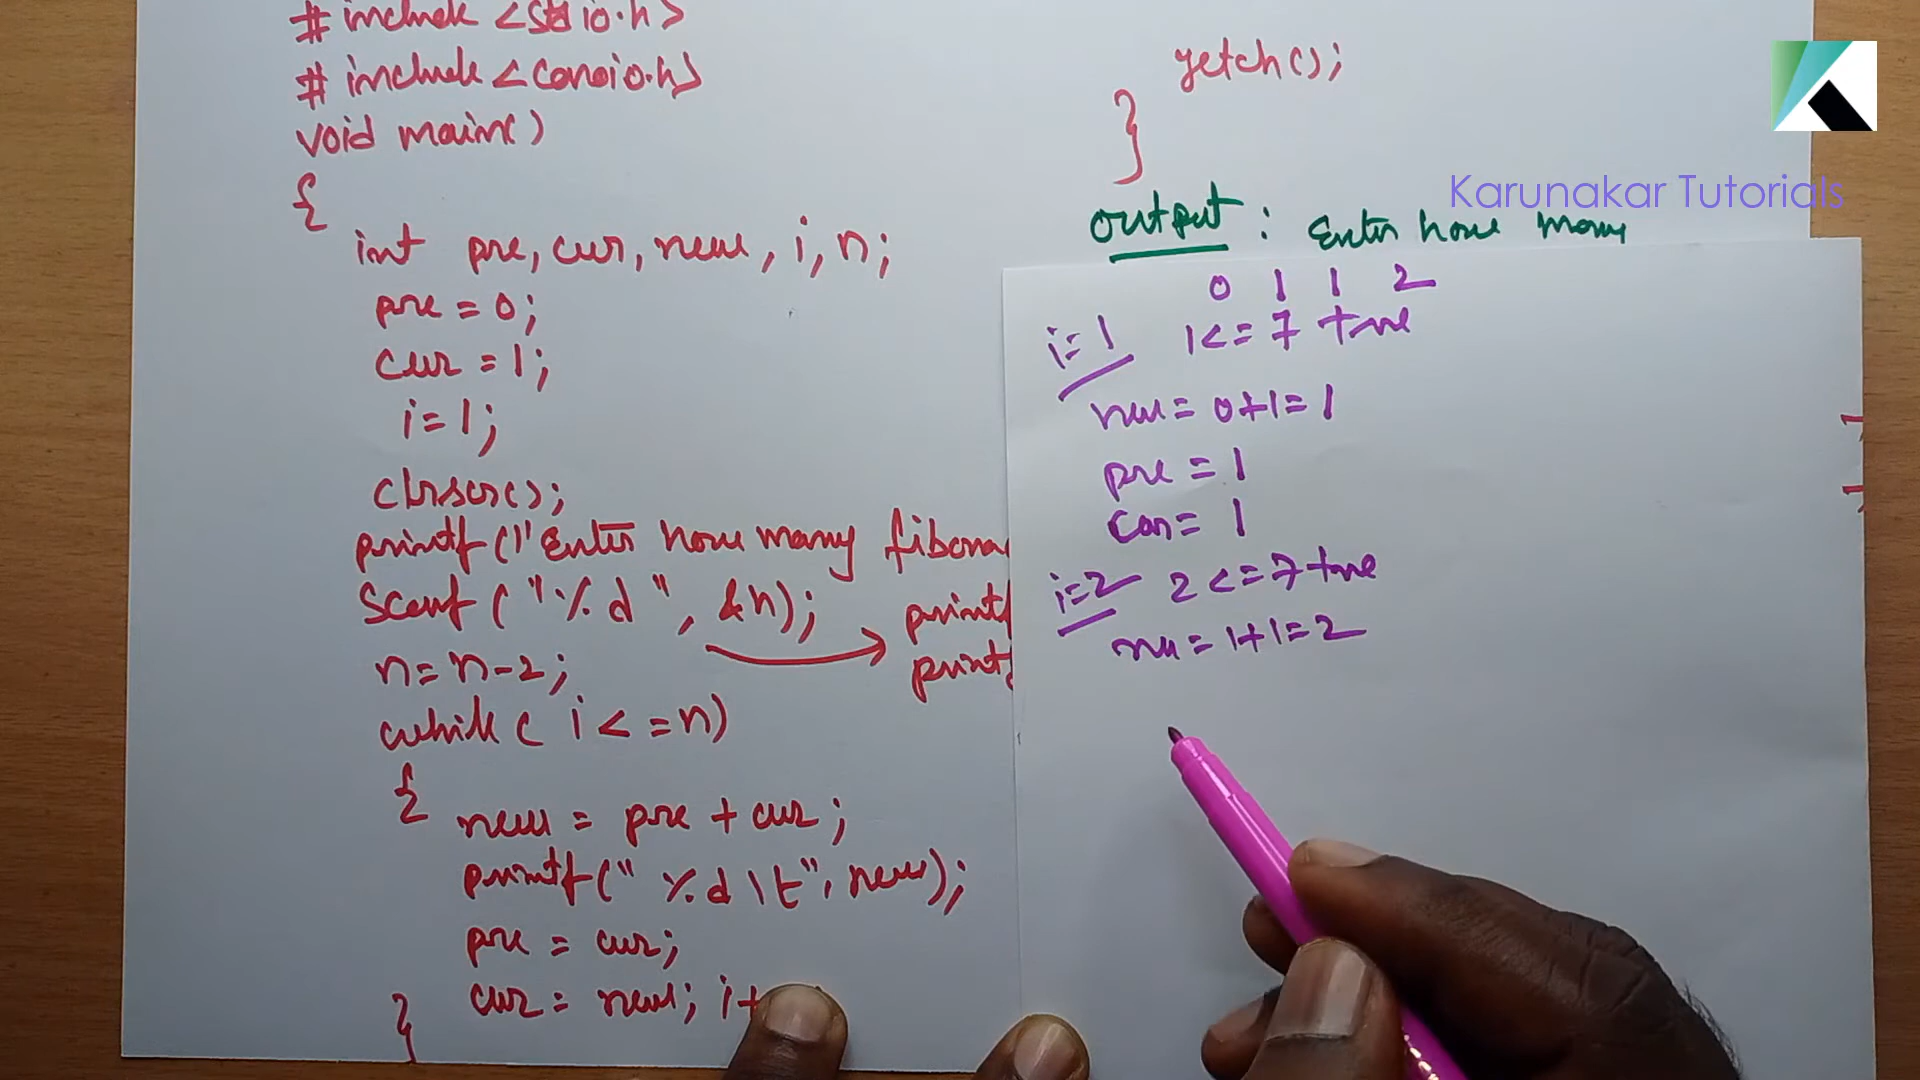 # include <stdio.h>
# include <conio.h>
void main()
{
int pre, cur, new, i, n;
pre = 0;
cur = 1;
i = 1;
clrscr();
printf("Enter how many fibona
scanf ("%d", &n);
printf
printf
n = n-2;
while ( i <= n)
{
new = pre + cur;
printf(" %d\t", new);
pre = cur;
cur = new; i+
}
getch();
}
Karunakar Tutorials
output : Enter how many
0 1 1 2
i=1 1<=7 true
new = 0+1=1
pre = 1
cur = 1
i=2 2<=7 true
new = 1+1=2